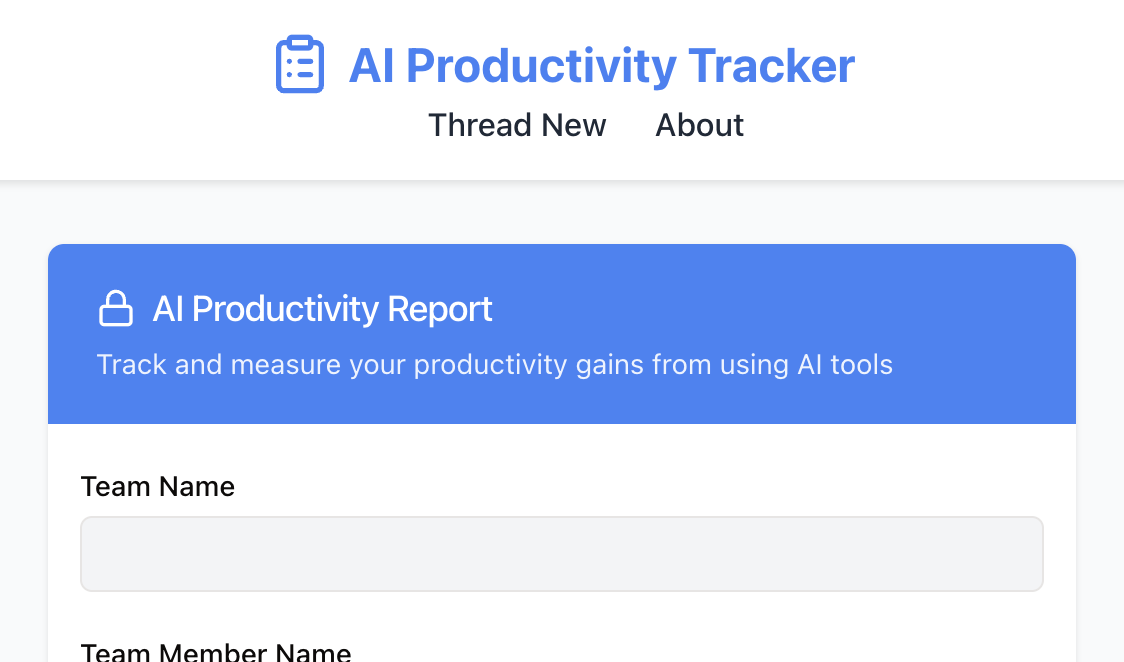 AI Productivity Tracker
Thread New About
AI Productivity Report
Track and measure your productivity gains from using AI tools
Team Name
Team Member Name